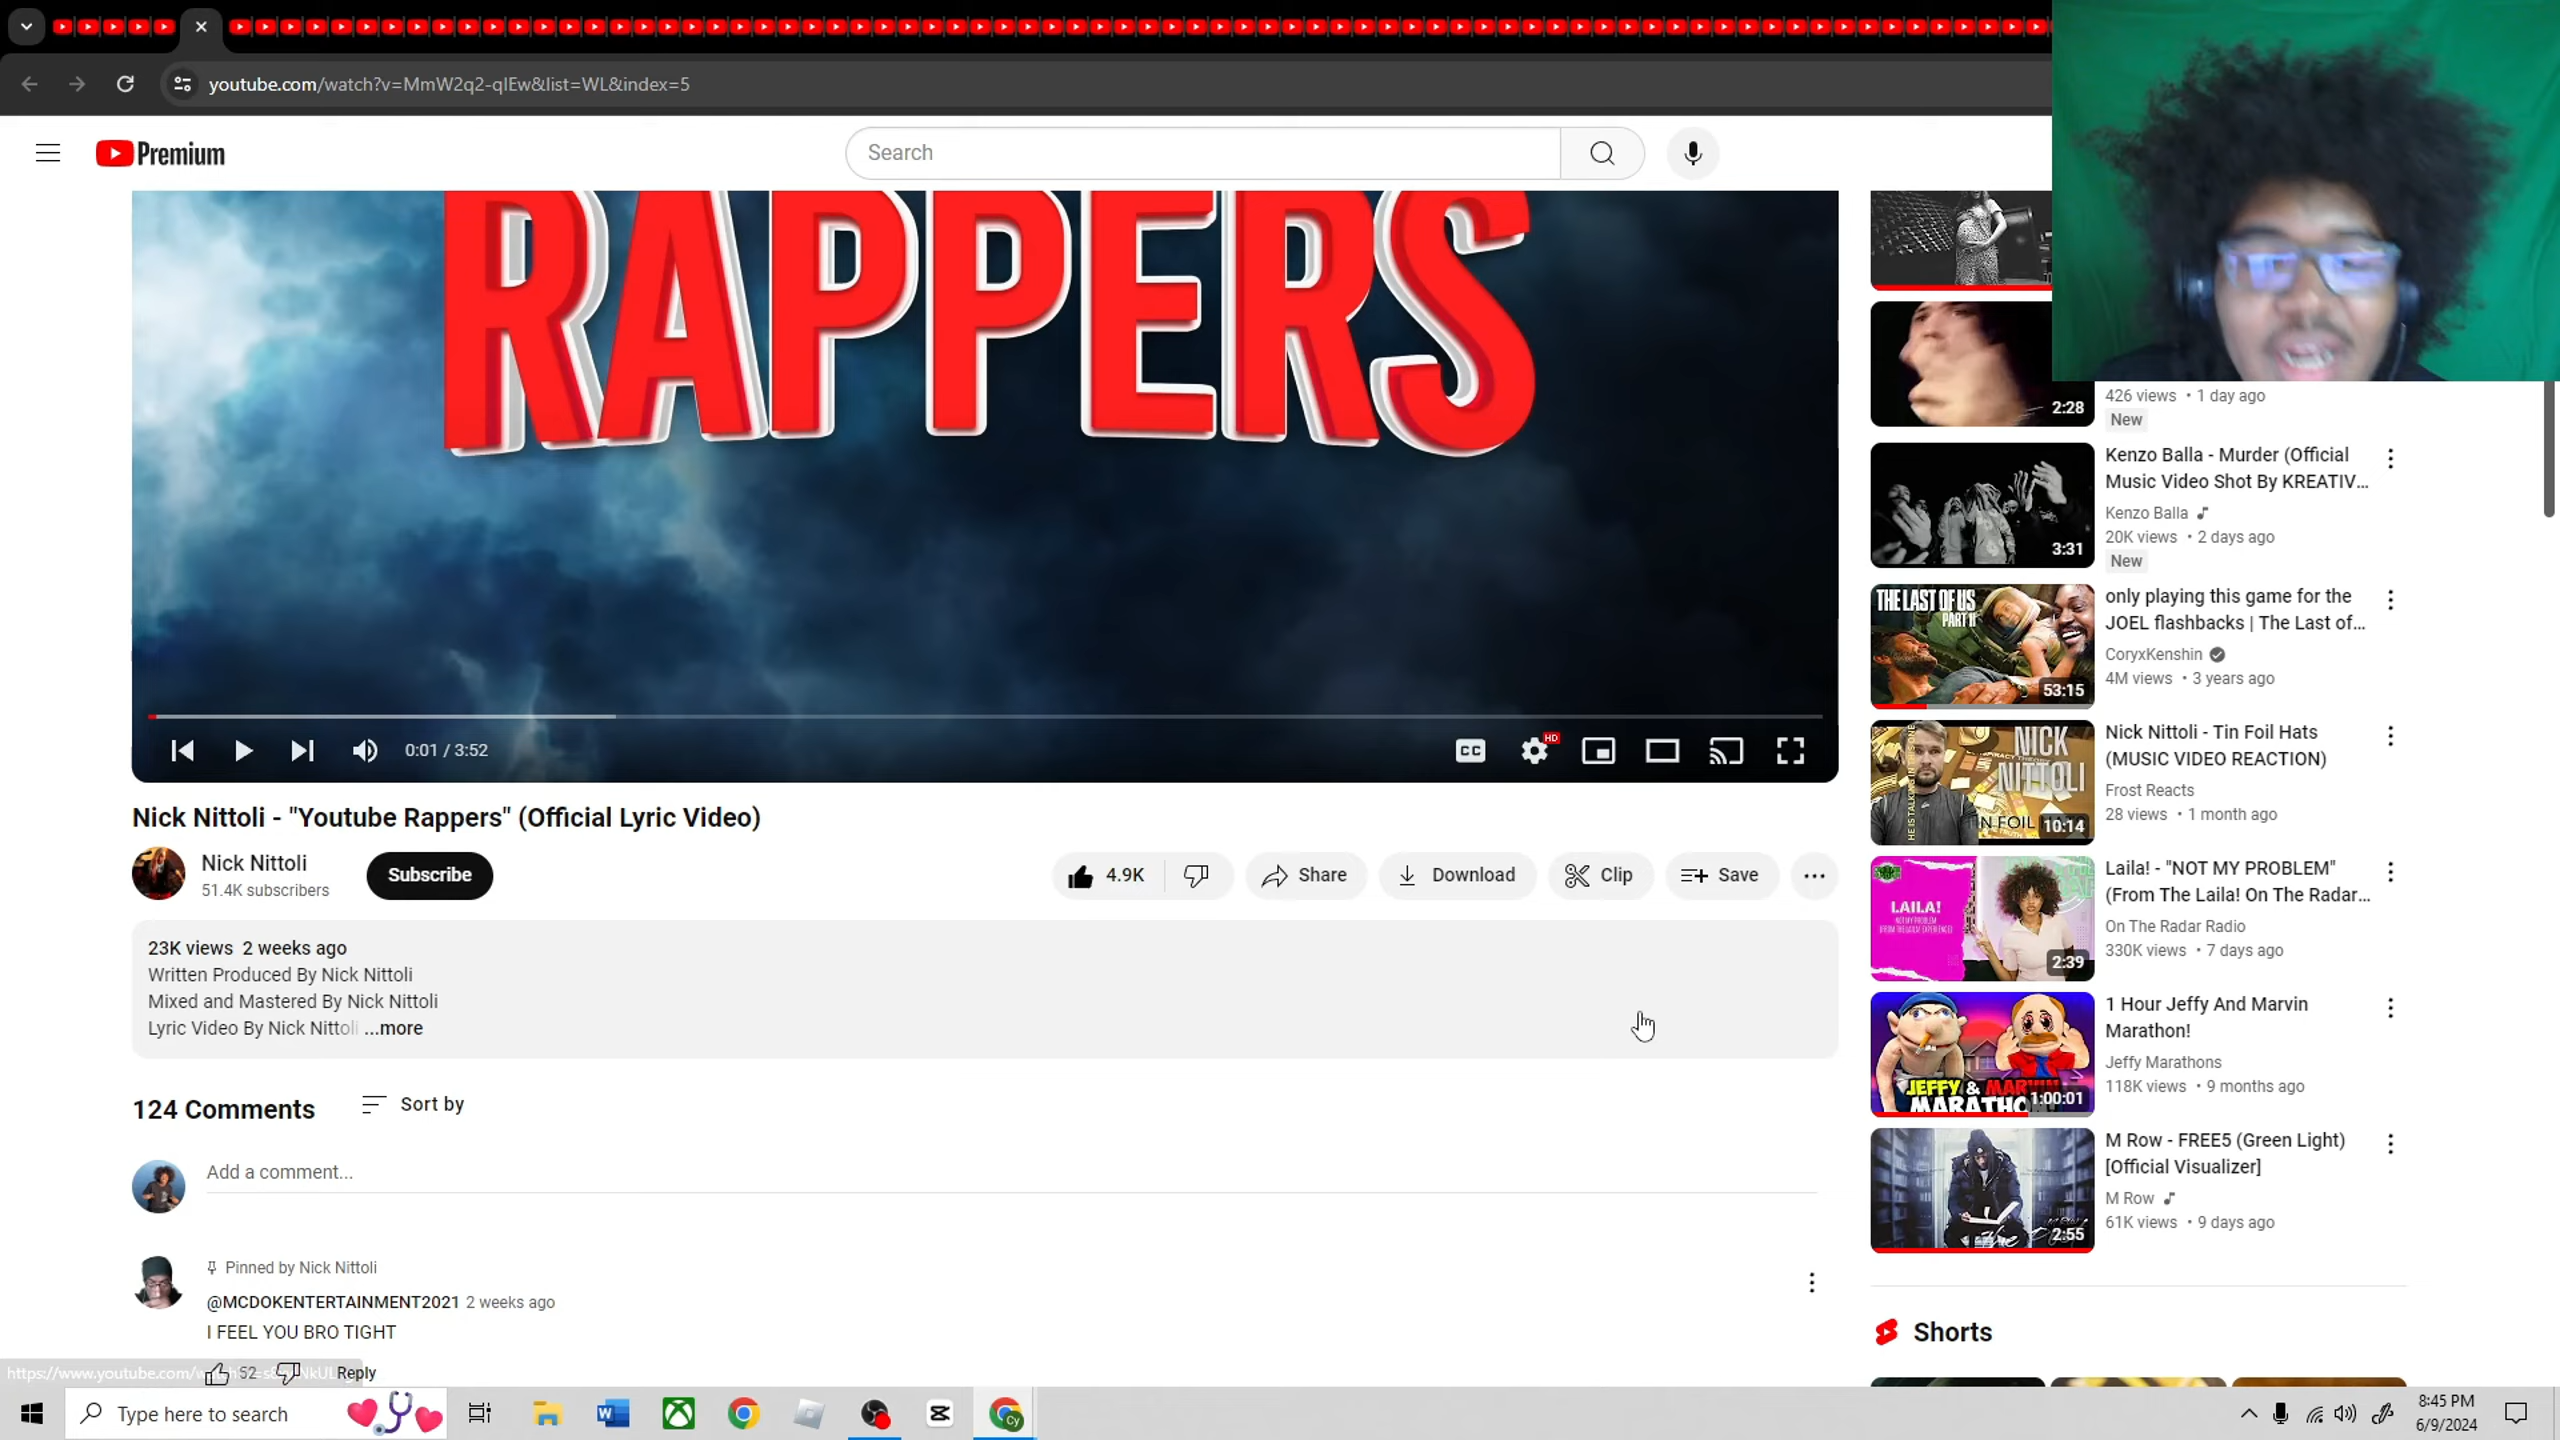 youtube.com/watch?v=MmW2q2-qIEw&list=WL&index=5
Premium
Search
RAPPERS
0:01 / 3:52
CC
HD
Nick Nittoli - "Youtube Rappers" (Official Lyric Video)
Nick Nittoli
51.4K subscribers
Subscribe
4.9K
Share
Download
Clip
Save
23K views 2 weeks ago
Written Produced By Nick Nittoli
Mixed and Mastered By Nick Nittoli
Lyric Video By Nick Nittoli ...more
124 Comments
Sort by
Add a comment...
Pinned by Nick Nittoli
@MCDOKENTERTAINMENT2021 2 weeks ago
I FEEL YOU BRO TIGHT
52
Reply
2:28
426 views • 1 day ago
New
3:31
Kenzo Balla - Murder (Official
Music Video Shot By KREATIV...
Kenzo Balla
20K views • 2 days ago
New
THE LAST OF US
PART II
53:15
only playing this game for the
JOEL flashbacks | The Last of...
CoryxKenshin
4M views • 3 years ago
NICK
NITTOLI
10:14
Nick Nittoli - Tin Foil Hats
(MUSIC VIDEO REACTION)
Frost Reacts
28 views • 1 month ago
LAILA!
2:39
Laila! - "NOT MY PROBLEM"
(From The Laila! On The Radar...
On The Radar Radio
330K views • 7 days ago
JEFFY & MARVIN
MARATHON
1:00:01
1 Hour Jeffy And Marvin
Marathon!
Jeffy Marathons
118K views • 9 months ago
2:55
M Row - FREE5 (Green Light)
[Official Visualizer]
M Row
61K views • 9 days ago
Shorts
Type here to search
Cy
8:45 PM
6/9/2024